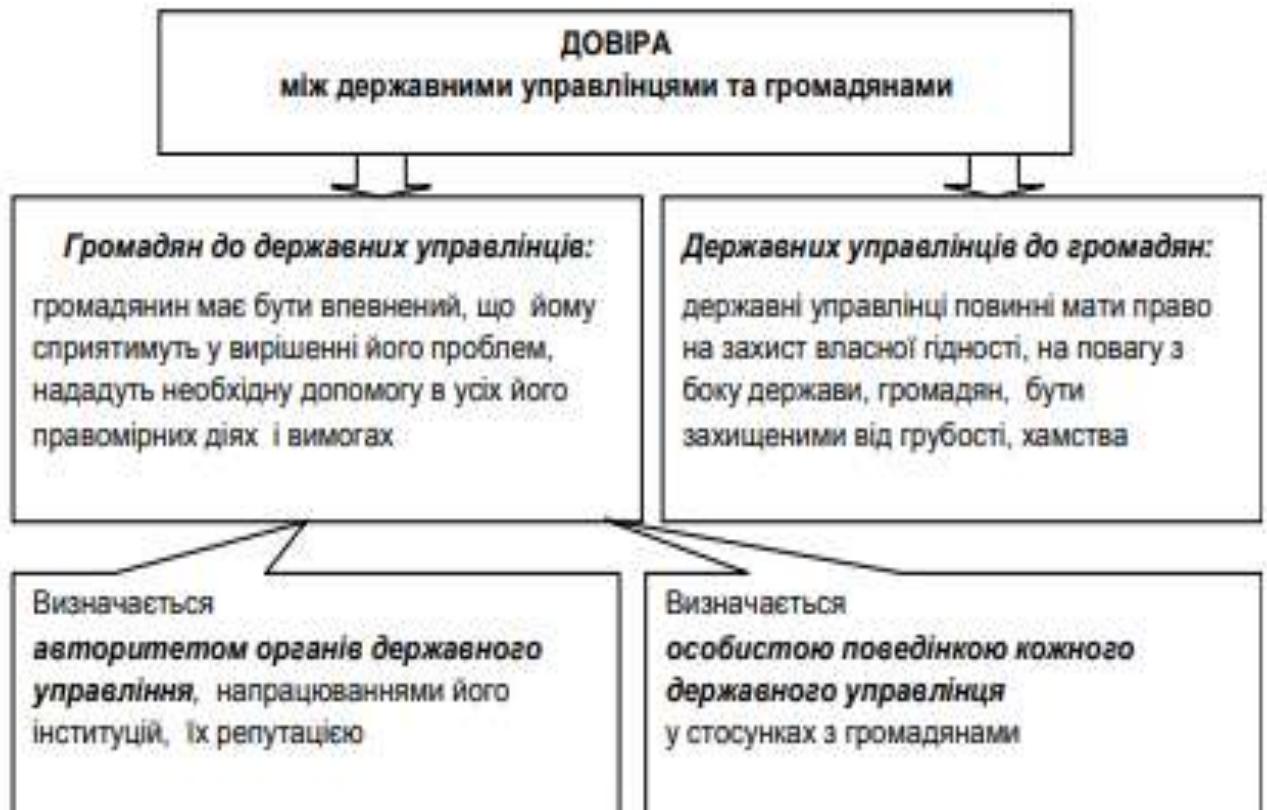 ДОВІРА
між державними управлінцями та громадянами
Громадян до державних управлінців:
громадянин має бути впевнений, що йому
сприятимуть у вирішенні його проблем,
нададуть необхідну допомогу в усіх його
правомірних діях і вимогах
Державних управлінців до громадян:
державні управлінці повинні мати право
на захист власної гідності, на повагу з
боку держави, громадян, бути
захищеними від грубості, хамства
Визначається
авторитетом органів державного
управління, напрацюваннями його
інституцій, їх репутацією
Визначається
особистою поведінкою кожного
державного управлінця
у стосунках з громадянами